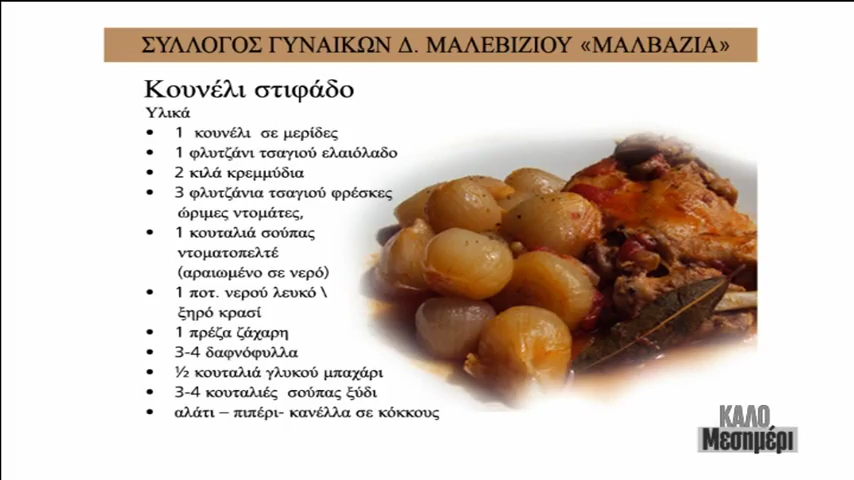 ΣΥΛΛΟΓΟΣ ΓΥΝΑΙΚΩΝ Δ. ΜΑΛΕΒΙΖΙΟΥ «ΜΑΛΒΑΖΙΑ»
Κουνέλι στιφάδο
Υλικά
• 1 κουνέλι σε μερίδες
• 1 φλυτζάνι τσαγιού ελαιόλαδο
• 2 κιλά κρεμμύδια
• 3 φλυτζάνια τσαγιού φρέσκες
ώριμες ντομάτες,
• 1 κουταλιά σούπας
ντοματοπελτέ
(αραιωμένο σε νερό)
• 1 ποτ. νερού λευκό \
ξηρό κρασί
• 1 πρέζα ζάχαρη
• 3-4 δαφνόφυλλα
• ½ κουταλιά γλυκού μπαχάρι
• 3-4 κουταλιές σούπας ξύδι
• αλάτι – πιπέρι- κανέλλα σε κόκκους
ΚΑΛΟ
Μεσημέρι